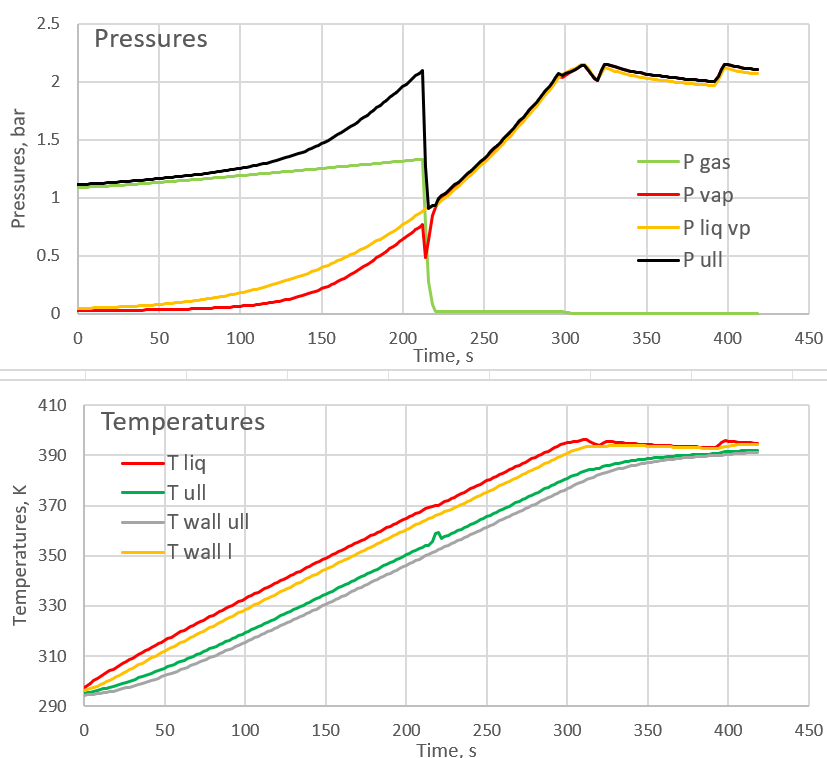 Pressures
2.5
2
1.5
1
0.5
0
Pressures, bar
P gas
P vap
P liq vp
P ull
0 50 100 150 200 250 300 350 400 450
Time, s
Temperatures
410
390
370
350
330
310
290
Temperatures, K
T liq
T ull
T wall ull
T wall l
0 50 100 150 200 250 300 350 400 450
Time, s